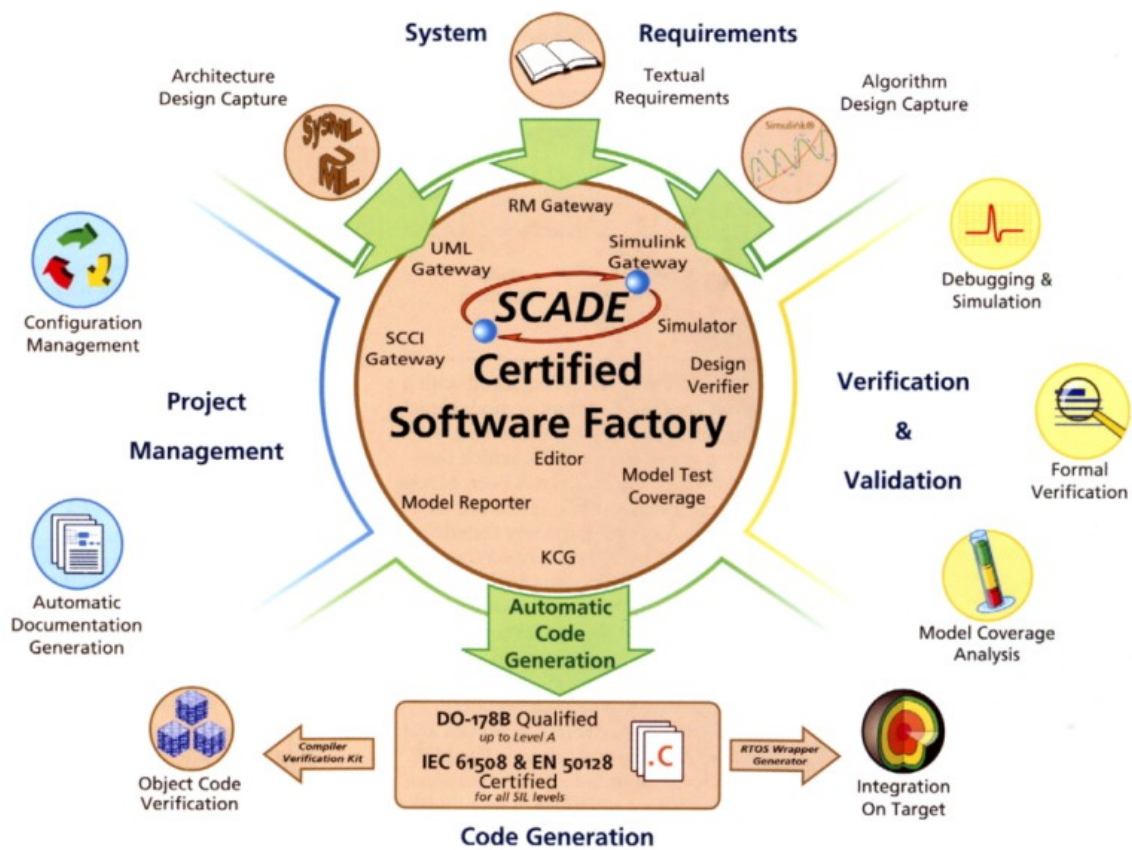 System
Requirements
Architecture
Design Capture
Textual
Requirements
Algorithm
Design Capture
SysML
UML
Simulink®
RM Gateway
UML
Gateway
Simulink
Gateway
SCADE
SCCI
Gateway
Simulator
Certified
Design
Verifier
Software Factory
Editor
Model Test
Coverage
Model Reporter
KCG
Configuration
Management
Project
Management
Automatic
Documentation
Generation
Debugging &
Simulation
Verification
&
Validation
Formal
Verification
Model Coverage
Analysis
Automatic
Code
Generation
DO-178B Qualified
up to Level A
IEC 61508 & EN 50128
Certified
for all SIL levels
.C
Compiler
Verification Kit
RTOS Wrapper
Generator
Object Code
Verification
Integration
On Target
Code Generation